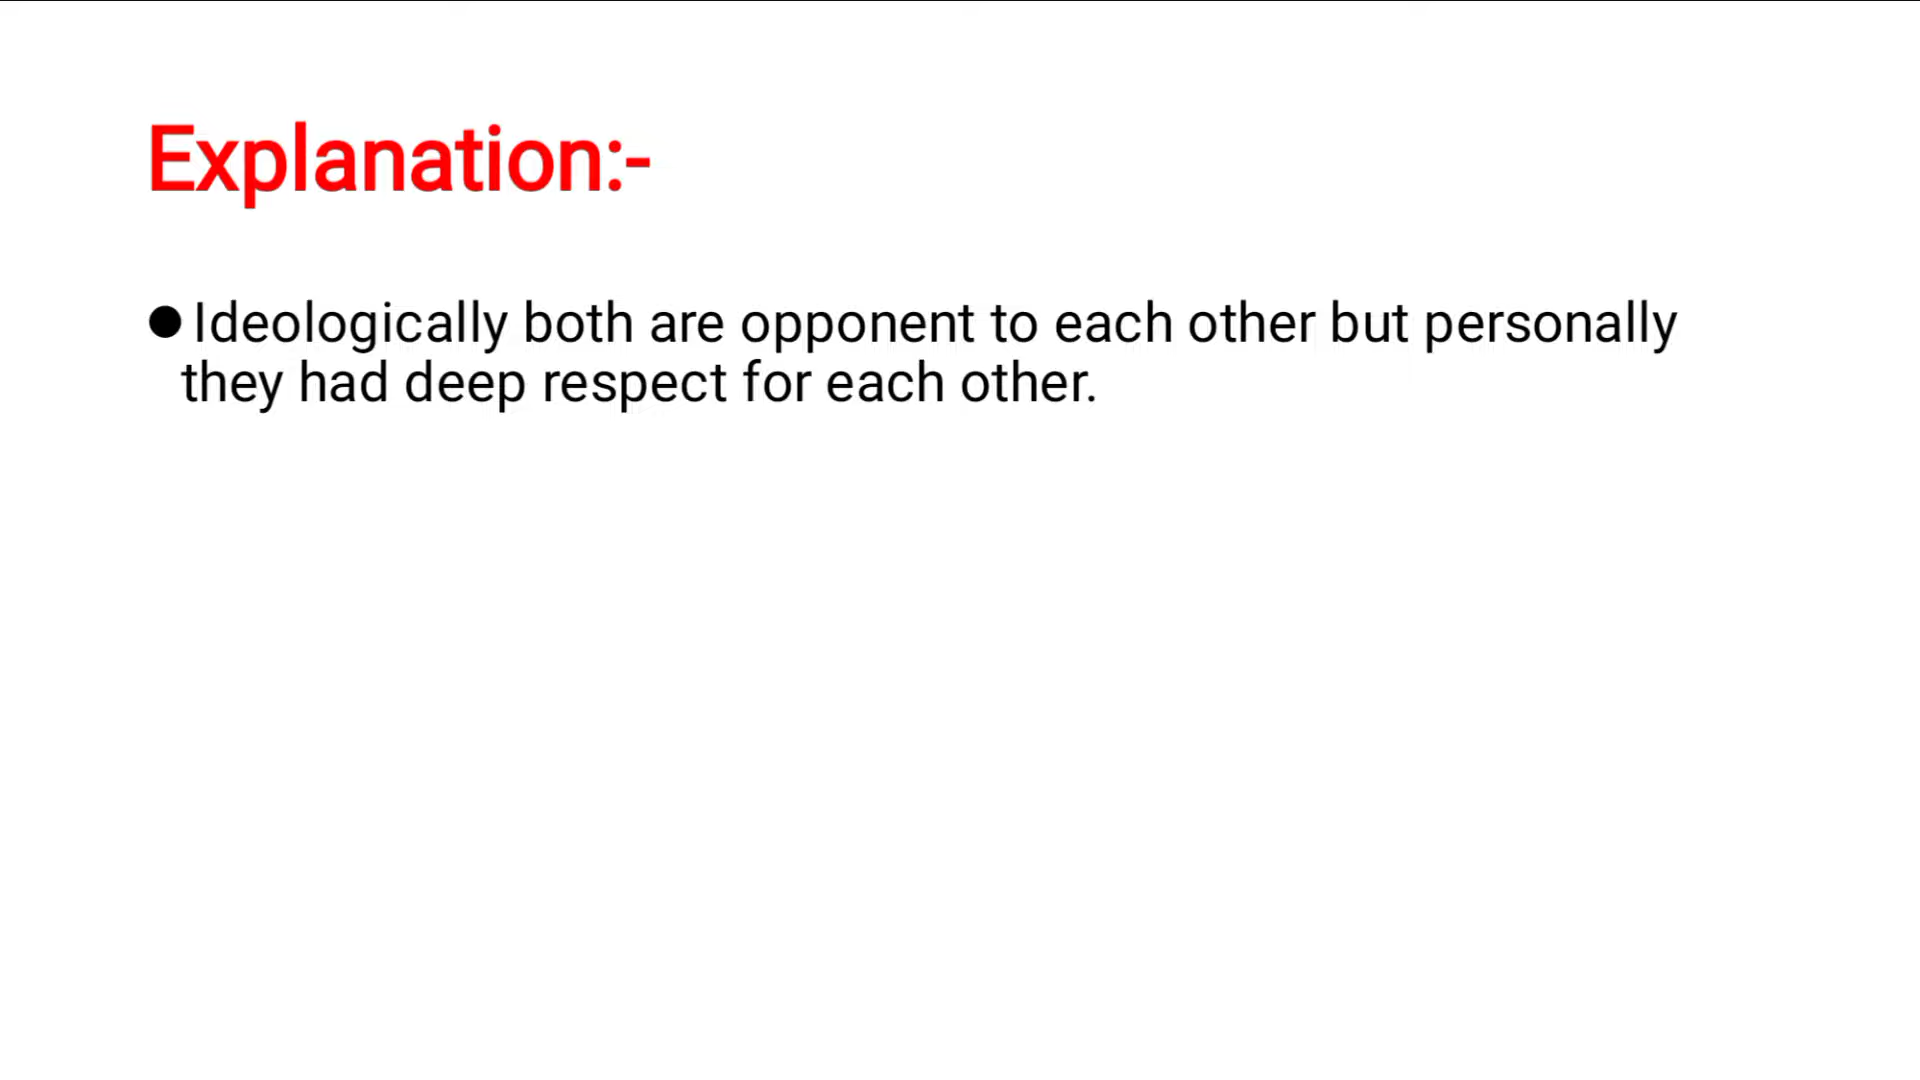 Explanation:-
● Ideologically both are opponent to each other but personally
they had deep respect for each other.